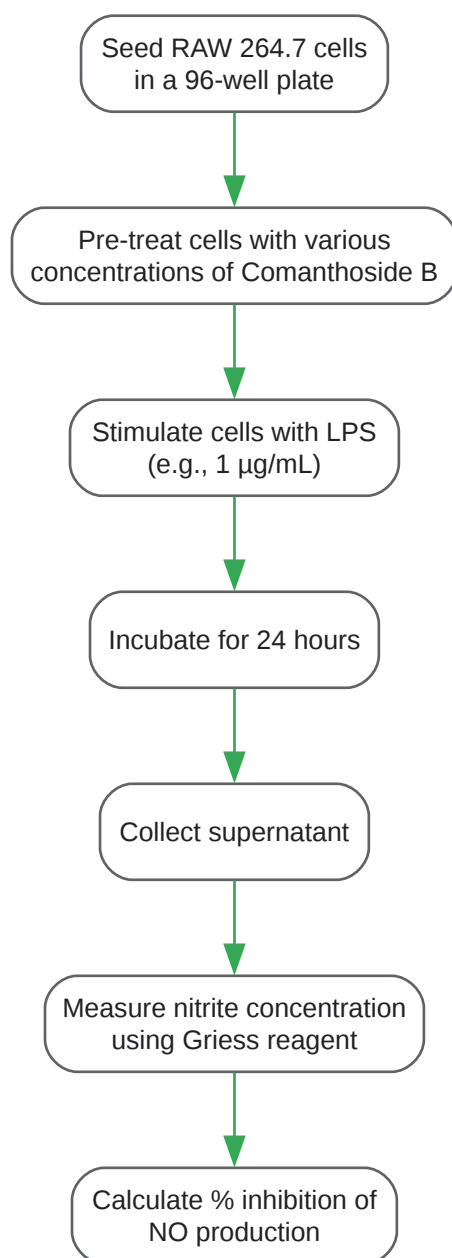 Seed RAW 264.7 cells
in a 96-well plate
Pre-treat cells with various
concentrations of Comanthoside B
Stimulate cells with LPS
(e.g., 1 µg/mL)
Incubate for 24 hours
Collect supernatant
Measure nitrite concentration
using Griess reagent
Calculate % inhibition of
NO production